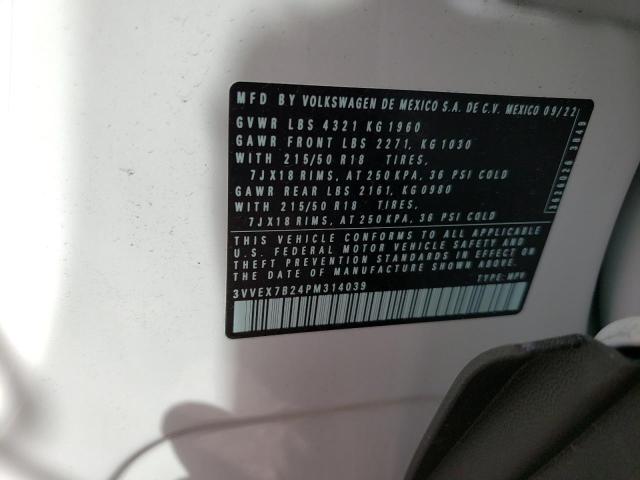 MFD BY VOLKSWAGEN DE MEXICO S.A. DE C.V. MEXICO 09/22
GVWR LBS 4321 KG 1960
GAWR FRONT LBS 2271, KG 1030
WITH 215/50 R18 TIRES,
7JX18 RIMS, AT 250 KPA, 36 PSI COLD
GAWR REAR LBS 2161, KG 0980
WITH 215/50 R18 TIRES,
7JX18 RIMS, AT 250 KPA, 36 PSI COLD
THIS VEHICLE CONFORMS TO ALL APPLICABLE
U.S. FEDERAL MOTOR VEHICLE SAFETY AND
THEFT PREVENTION STANDARDS IN EFFECT ON
THE DATE OF MANUFACTURE SHOWN ABOVE.
TYPE: MPV
3VVEX7B24PM314039